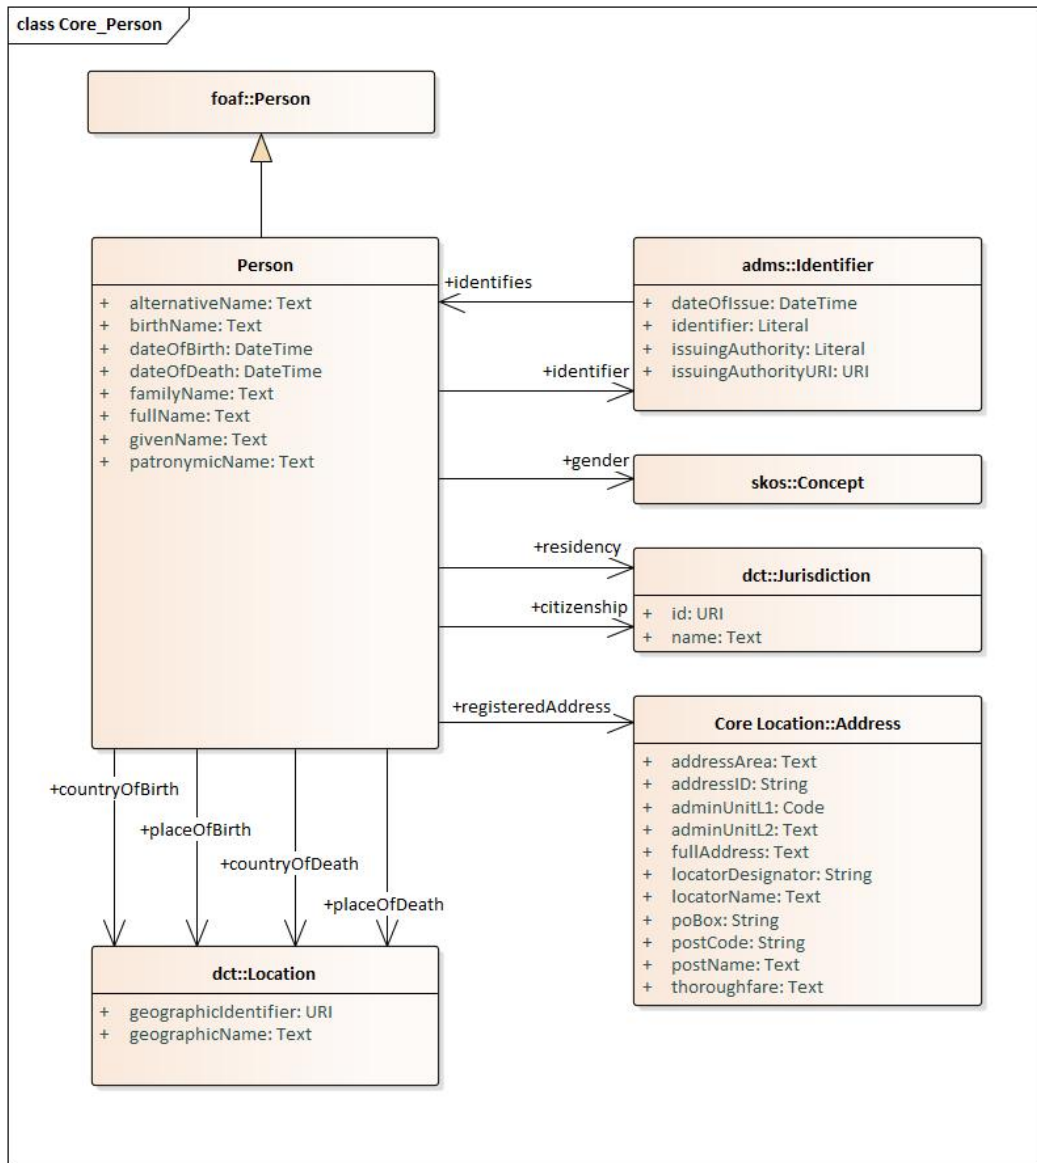 class Core_Person
foaf::Person
Person
+ alternativeName: Text
+ birthName: Text
+ dateOfBirth: DateTime
+ dateOfDeath: DateTime
+ familyName: Text
+ fullName: Text
+ givenName: Text
+ patronymicName: Text
+identifies
+identifier
+gender
+residency
+citizenship
+registeredAddress
adms::Identifier
+ dateOfIssue: DateTime
+ identifier: Literal
+ issuingAuthority: Literal
+ issuingAuthorityURI: URI
skos::Concept
dct::Jurisdiction
+ id: URI
+ name: Text
Core Location::Address
+ addressArea: Text
+ addressID: String
+ adminUnitL1: Code
+ adminUnitL2: Text
+ fullAddress: Text
+ locatorDesignator: String
+ locatorName: Text
+ poBox: String
+ postCode: String
+ postName: Text
+ thoroughfare: Text
+countryOfBirth
+placeOfBirth
+countryOfDeath
+placeOfDeath
dct::Location
+ geographicIdentifier: URI
+ geographicName: Text